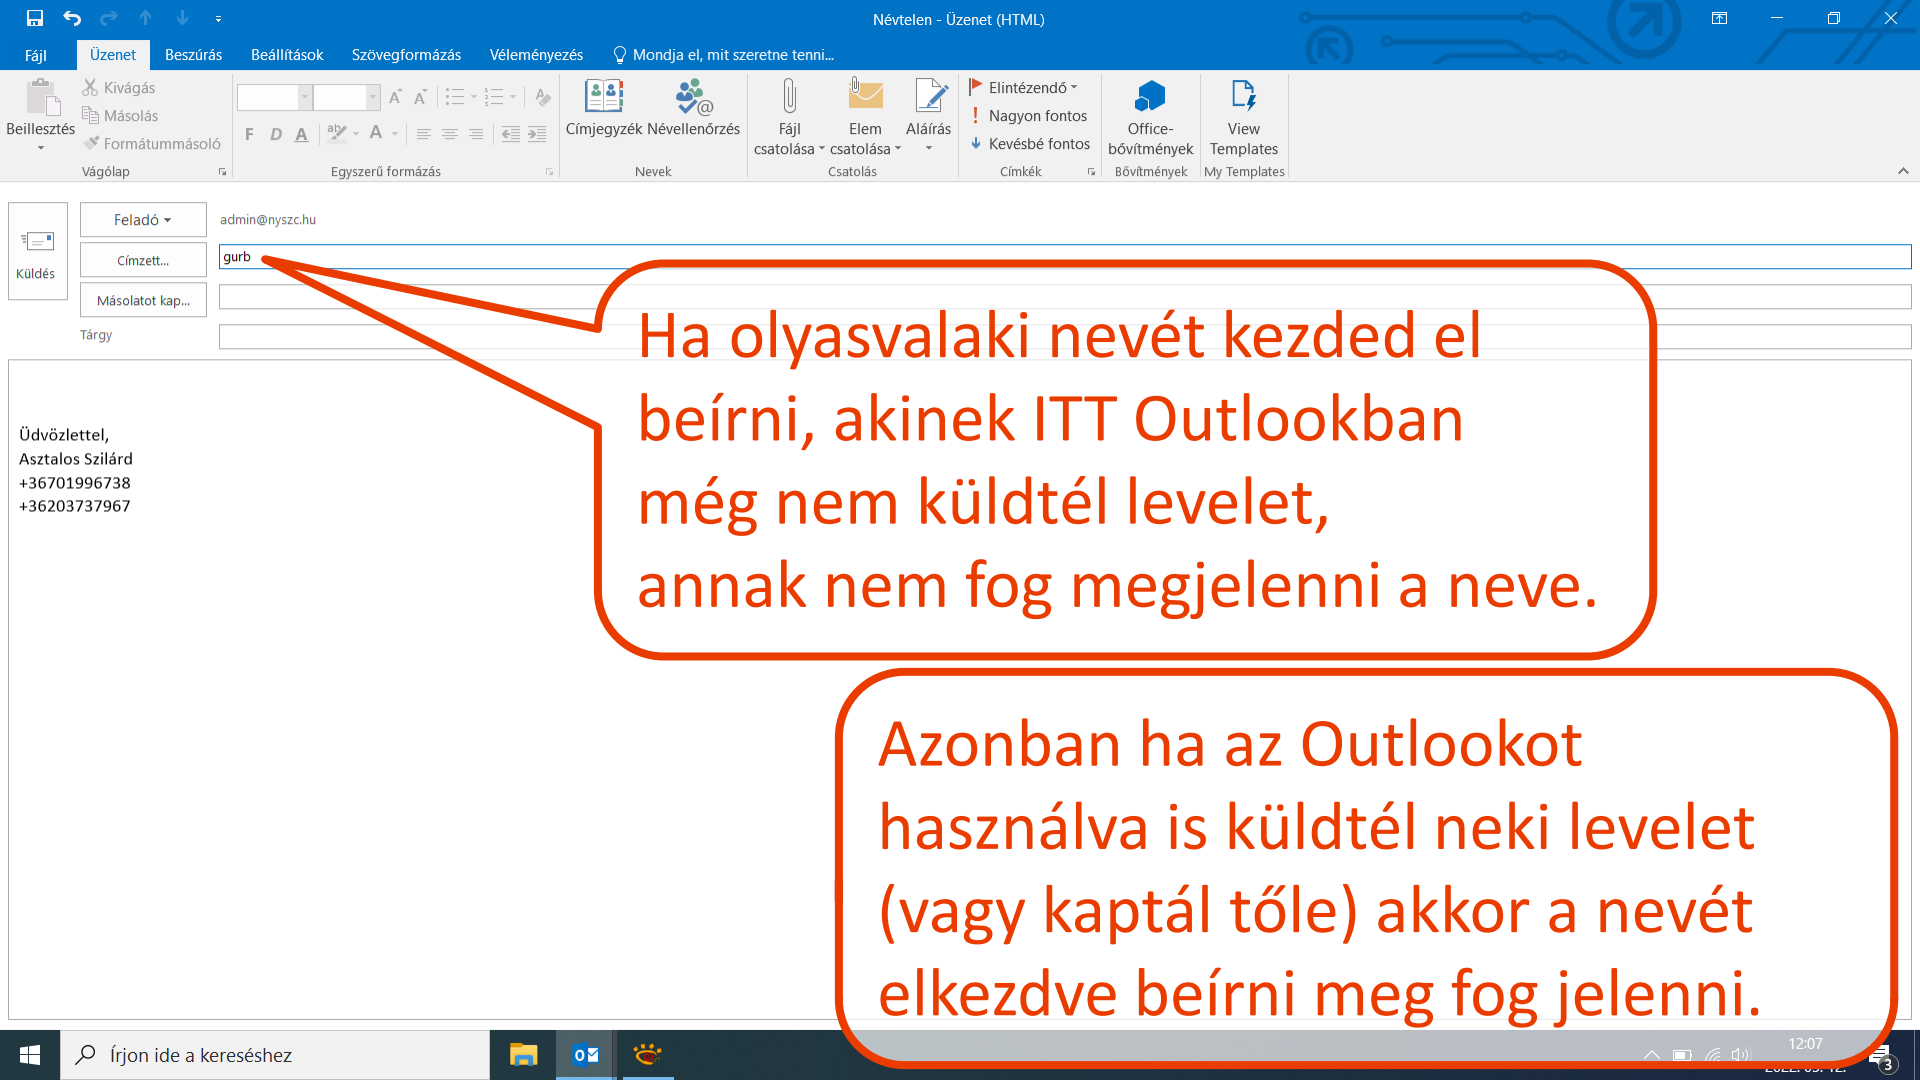 Névtelen - Üzenet (HTML)
Fájl Üzenet Beszúrás Beállítások Szövegformázás Véleményezés Mondja el, mit szeretne tenni...
Beillesztés
Kivágás
Másolás
Formátummásoló
Vágólap
F D A
Egyszerű formázás
Címjegyzék Névellenőrzés
Nevek
Fájl csatolása
Elem csatolása
Aláírás
Csatolás
Elintézendő
Nagyon fontos
Kevésbé fontos
Címkék
Office-
bővítmények
Bővítmények
View
Templates
My Templates
Küldés
Feladó admin@nyszc.hu
Címzett... gurb
Másolatot kap...
Tárgy
Üdvözlettel,
Asztalos Szilárd
+36701996738
+36203737967
Ha olyasvalaki nevét kezded el
beírni, akinek ITT Outlookban
még nem küldtél levelet,
annak nem fog megjelenni a neve.
Azonban ha az Outlookot
használva is küldtél neki levelet
(vagy kaptál tőle) akkor a nevét
elkezdve beírni meg fog jelenni.
Írjon ide a kereséshez
12:07
3